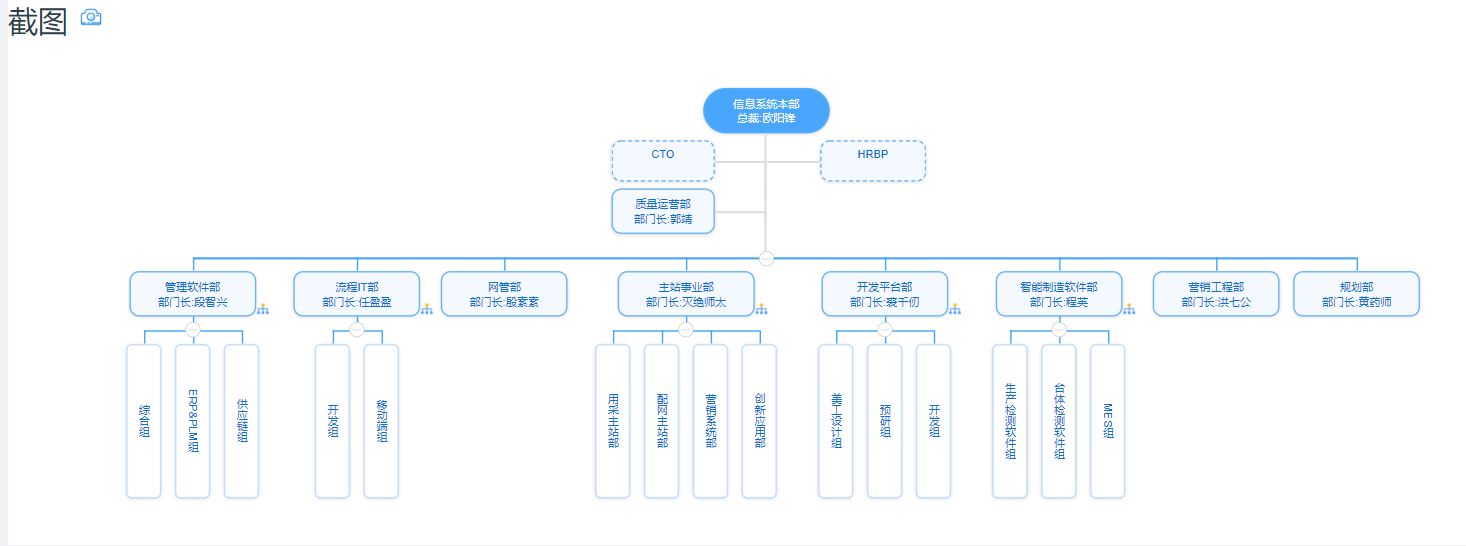 截图
信息系统本部
总裁:欧阳锋
CTO
HRBP
质量运营部
部门长:郭靖
管理软件部
部门长:段智兴
流程IT部
部门长:任盈盈
网管部
部门长:殷素素
主站事业部
部门长:灭绝师太
开发平台部
部门长:裘千仞
智能制造软件部
部门长:程英
营销工程部
部门长:洪七公
规划部
部门长:黄药师
综合组
ERP&PLM组
供应链组
开发组
移动端组
用采主站部
配网主站部
营销系统部
创新应用部
美工设计组
预研组
开发组
生产检测软件组
台体检测软件组
MES组